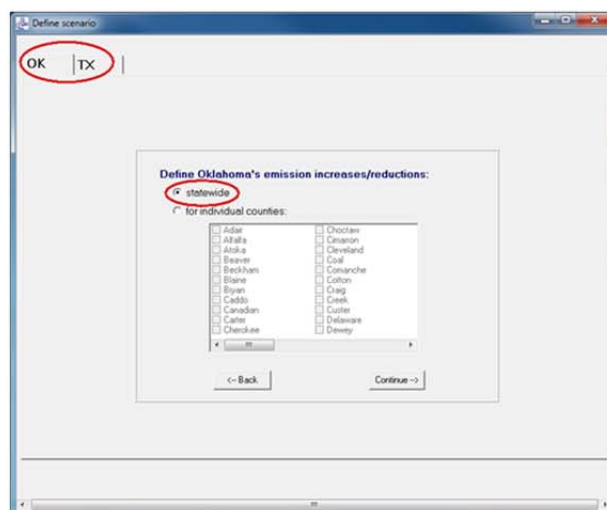 Define scenario
OK TX
Define Oklahoma's emission increases/reductions:
statewide
for individual counties:
Adair Choctaw
Alfalfa Cimarron
Atoka Cleveland
Beaver Coal
Beckham Comanche
Blaine Cotton
Bryan Craig
Caddo Creek
Canadian Custer
Carter Delaware
Cherokee Dewey
<-- Back Continue -->